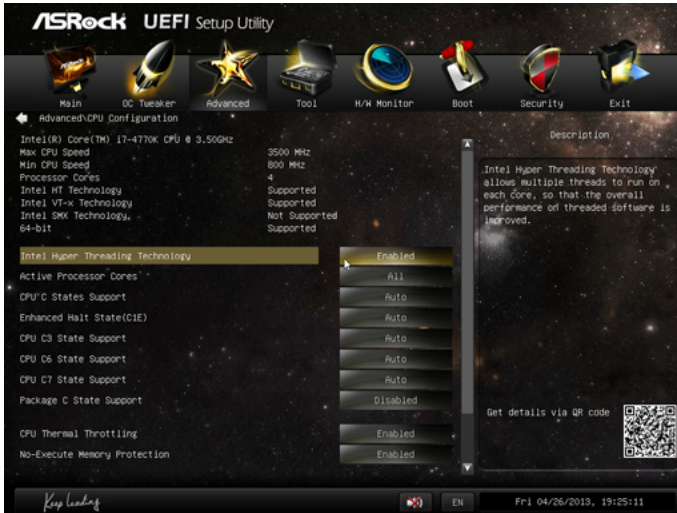 ASRock UEFI Setup Utility
Main OC Tweaker Advanced Tool H/W Monitor Boot Security Exit
Advanced\CPU Configuration
Description
Intel(R) Core(TM) i7-4770K CPU @ 3.50GHz
Max CPU Speed 3500 MHz
Min CPU Speed 800 MHz
Processor Cores 4
Intel HT Technology Supported
Intel VT-x Technology Supported
Intel SMX Technology, Not Supported
64-bit Supported
Intel Hyper Threading Technology
allows multiple threads to run on
each core, so that the overall
performance on threaded software is
improved.
Intel Hyper Threading Technology Enabled
Active Processor Cores All
CPU C States Support Auto
Enhanced Halt State(C1E) Auto
CPU C3 State Support Auto
CPU C6 State Support Auto
CPU C7 State Support Auto
Package C State Support Disabled
CPU Thermal Throttling Enabled
No-Execute Memory Protection Enabled
Get details via QR code
Keep Leading
EN
Fri 04/26/2013, 19:25:11